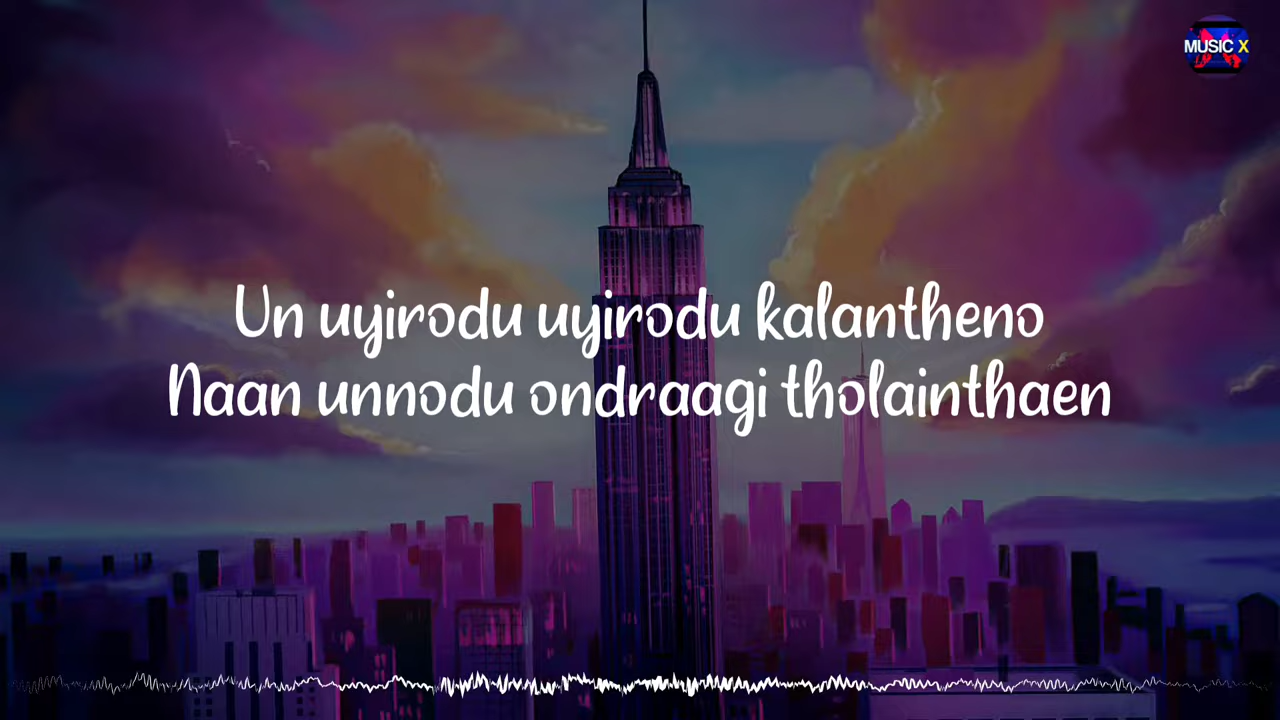 MUSIC X
Un uyirodu uyirodu kalantheno
Naan unnodu ondraagi tholainthaen